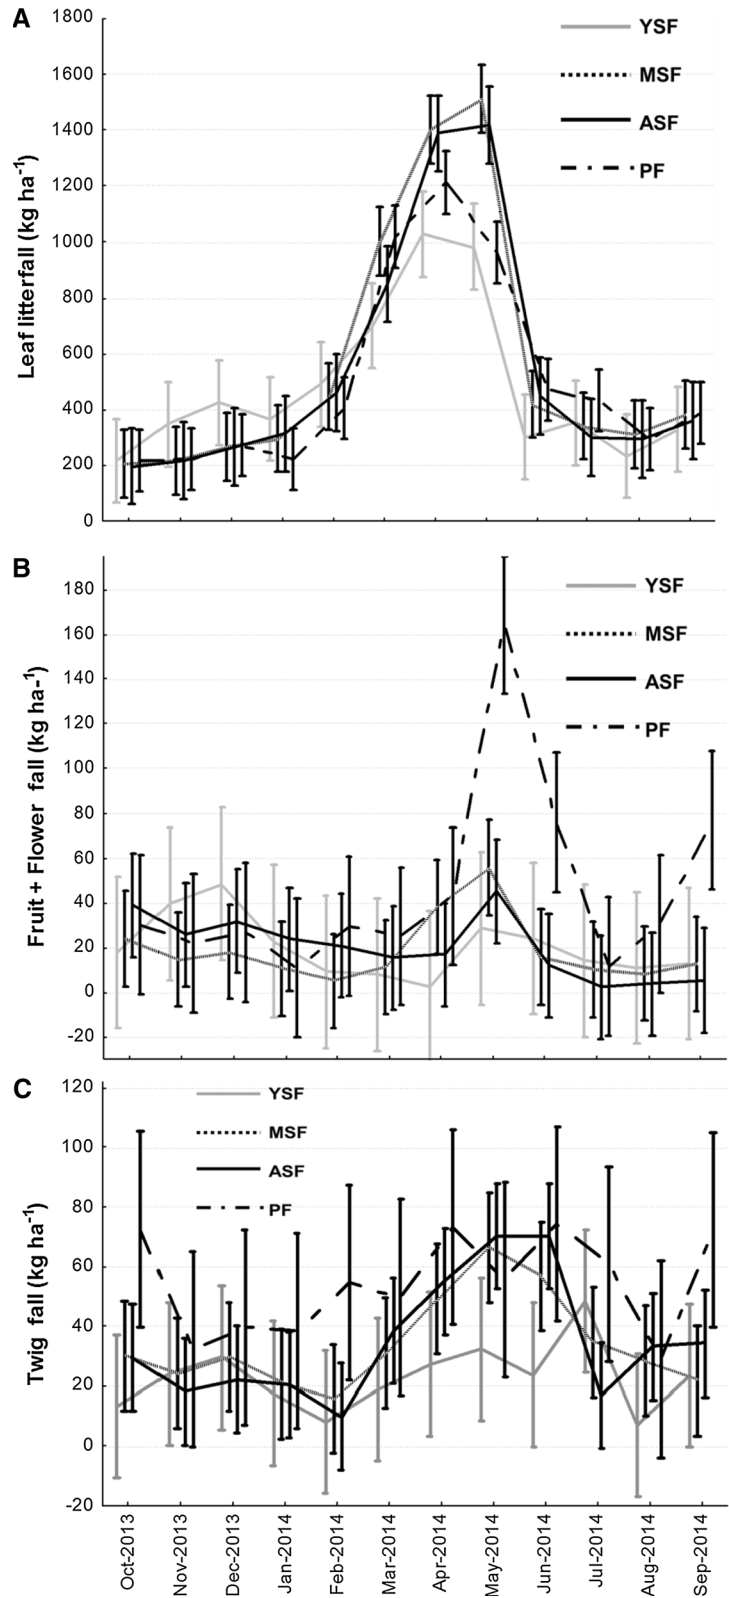 A
Leaf litterfall (kg ha-1)
1800
1600
1400
1200
1000
800
600
400
200
0
YSF
MSF
ASF
PF
B
Fruit + Flower fall (kg ha-1)
180
160
140
120
100
80
60
40
20
0
-20
YSF
MSF
ASF
PF
C
Twig fall (kg ha-1)
120
100
80
60
40
20
0
-20
YSF
MSF
ASF
PF
Oct-2013
Nov-2013
Dec-2013
Jan-2014
Feb-2014
Mar-2014
Apr-2014
May-2014
Jun-2014
Jul-2014
Aug-2014
Sep-2014